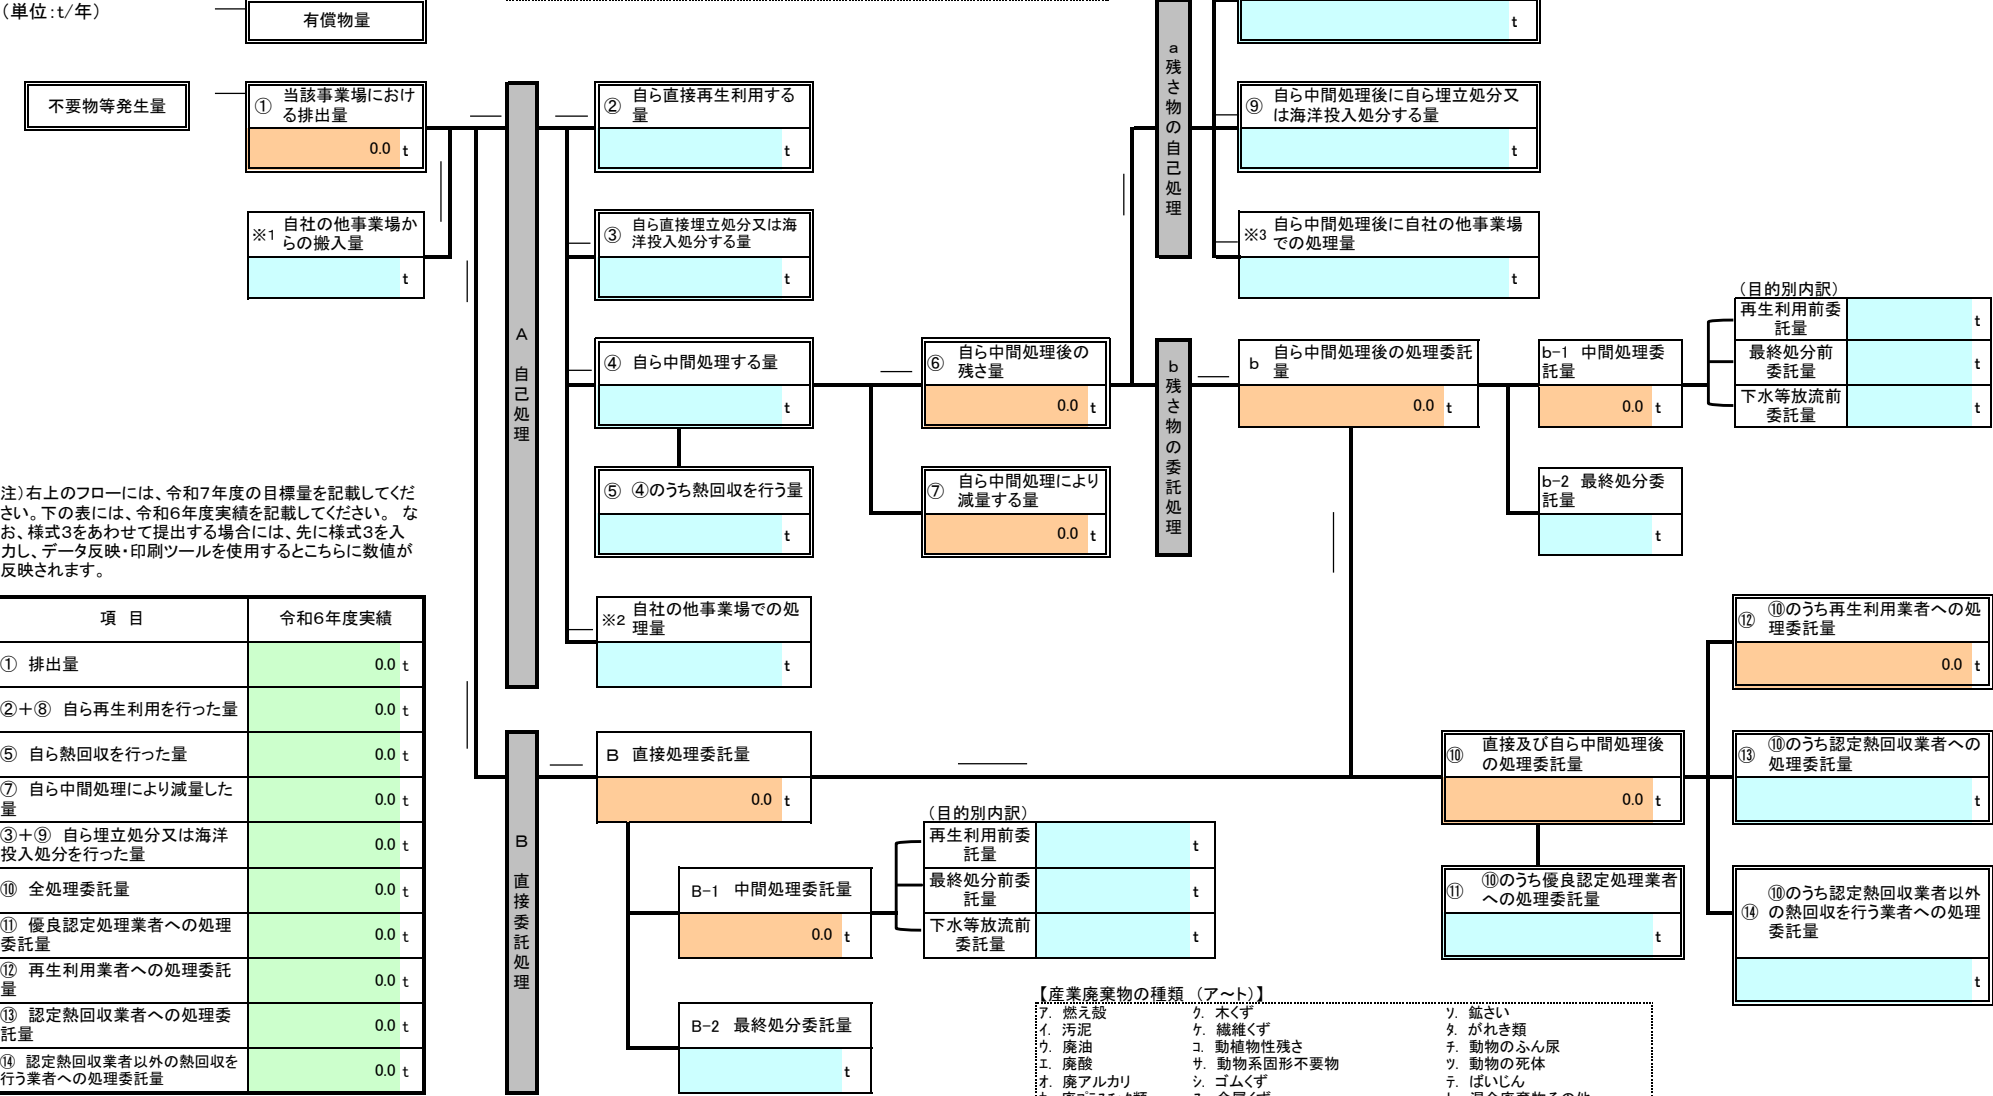 （単位：t/年）
有償物量
t
不要物等発生量
① 当該事業場におけ
る排出量
0.0 t
※1 自社の他事業場か
らの搬入量
t
A 自己処理
② 自ら直接再生利用する
量
t
③ 自ら直接埋立処分又は海
洋投入処分する量
t
④ 自ら中間処理する量
t
⑤ ④のうち熱回収を行う量
t
※2 自社の他事業場での処
理量
t
⑥ 自ら中間処理後の
残さ量
0.0 t
⑦ 自ら中間処理により
減量する量
0.0 t
a 残さ物の自己処理
⑨ 自ら中間処理後に自ら埋立処分又
は海洋投入処分する量
t
※3 自ら中間処理後に自社の他事業場
での処理量
t
b 残さ物の委託処理
b 自ら中間処理後の処理委託
量
0.0 t
b-1 中間処理委
託量
0.0 t
b-2 最終処分委
託量
t
（目的別内訳）
再生利用前委
託量
t
最終処分前
委託量
t
下水等放流前
委託量
t
注）右上のフローには、令和７年度の目標量を記載してくだ
さい。下の表には、令和６年度実績を記載してください。 な
お、様式３をあわせて提出する場合には、先に様式３を入
力し、データ反映・印刷ツールを使用するとこちらに数値が
反映されます。
項 目 令和６年度実績
① 排出量 0.0 t
②＋⑧ 自ら再生利用を行った量 0.0 t
⑤ 自ら熱回収を行った量 0.0 t
⑦ 自ら中間処理により減量した
量 0.0 t
③＋⑨ 自ら埋立処分又は海洋
投入処分を行った量 0.0 t
⑩ 全処理委託量 0.0 t
⑪ 優良認定処理業者への処理
委託量 0.0 t
⑫ 再生利用業者への処理委託
量 0.0 t
⑬ 認定熱回収業者への処理委
託量 0.0 t
⑭ 認定熱回収業者以外の熱回収を
行う業者への処理委託量 0.0 t
B 直接委託処理
B 直接処理委託量
0.0 t
B-1 中間処理委託量
0.0 t
B-2 最終処分委託量
t
（目的別内訳）
再生利用前委
託量
t
最終処分前委
託量
t
下水等放流前
委託量
t
⑩ 直接及び自ら中間処理後
の処理委託量
0.0 t
⑪ ⑩のうち優良認定処理業者
への処理委託量
t
⑫ ⑩のうち再生利用業者への処
理委託量
0.0 t
⑬ ⑩のうち認定熱回収業者への
処理委託量
t
⑭ ⑩のうち認定熱回収業者以外
の熱回収を行う業者への処理
委託量
t
【産業廃棄物の種類 （ア～ト）】
ｱ. 燃え殻 ｸ. 木くず ｿ. 鉱さい
ｲ. 汚泥 ｹ. 繊維くず ﾀ. がれき類
ｳ. 廃油 ｺ. 動植物性残さ ﾁ. 動物のふん尿
ｴ. 廃酸 ｻ. 動物系固形不要物 ﾂ. 動物の死体
ｵ. 廃アルカリ ｼ. ゴムくず ﾃ. ばいじん
ｶ. 廃ﾌﾟﾗｽﾁｯｸ類 ｽ. 金属くず ﾄ. 混合廃棄物その他